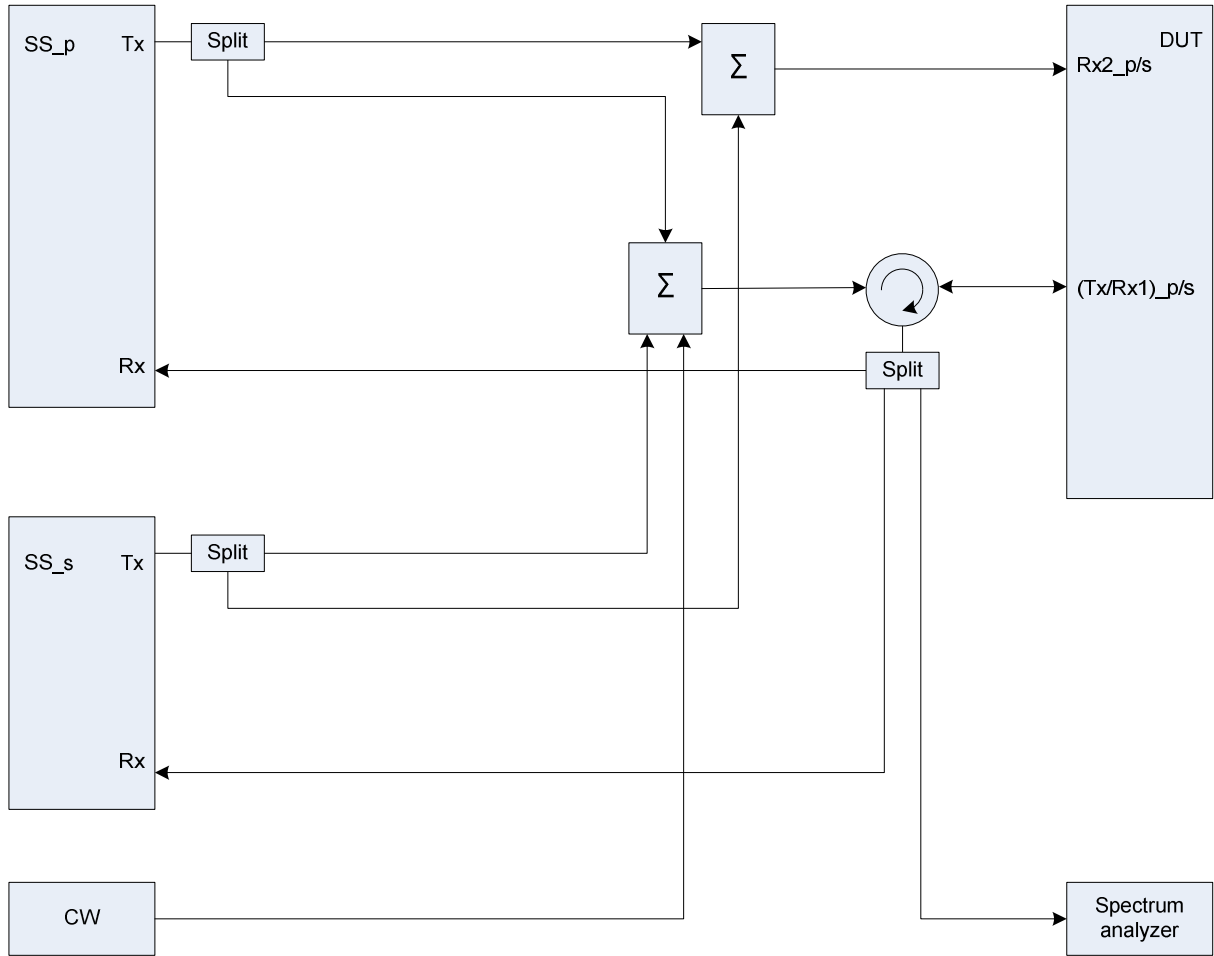 SS_p
Tx
Split
Σ
DUT
Rx2_p/s
Σ
(Tx/Rx1)_p/s
Rx
Split
SS_s
Tx
Split
Rx
CW
Spectrum
analyzer